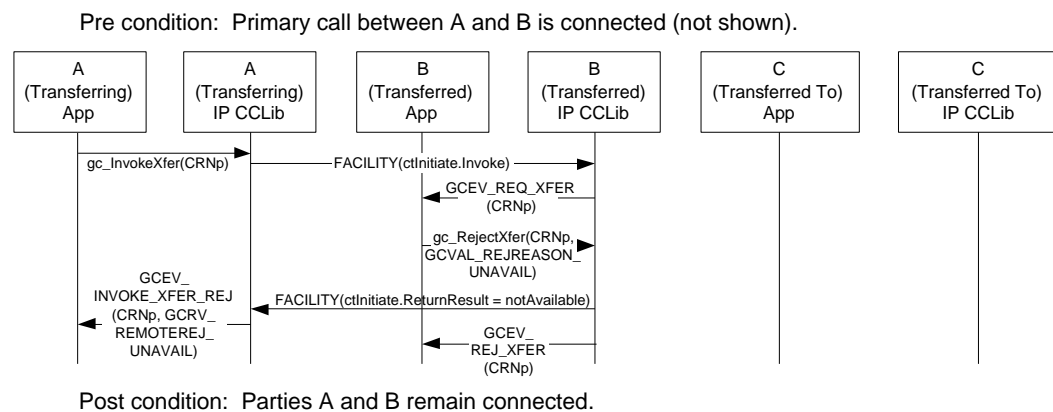 Pre condition:  Primary call between A and B is connected (not shown).
A
(Transferring)
App
A
(Transferring)
IP CCLib
B
(Transferred)
App
B
(Transferred)
IP CCLib
C
(Transferred To)
App
C
(Transferred To)
IP CCLib
gc_InvokeXfer(CRNp)
FACILITY(ctInitiate.Invoke)
GCEV_REQ_XFER
(CRNp)
gc_RejectXfer(CRNp,
GCVAL_REJREASON_
UNAVAIL)
FACILITY(ctInitiate.ReturnResult = notAvailable)
GCEV_
INVOKE_XFER_REJ
(CRNp, GCRV_
REMOTEREJ_
UNAVAIL)
GCEV_
REJ_XFER
(CRNp)
Post condition:  Parties A and B remain connected.